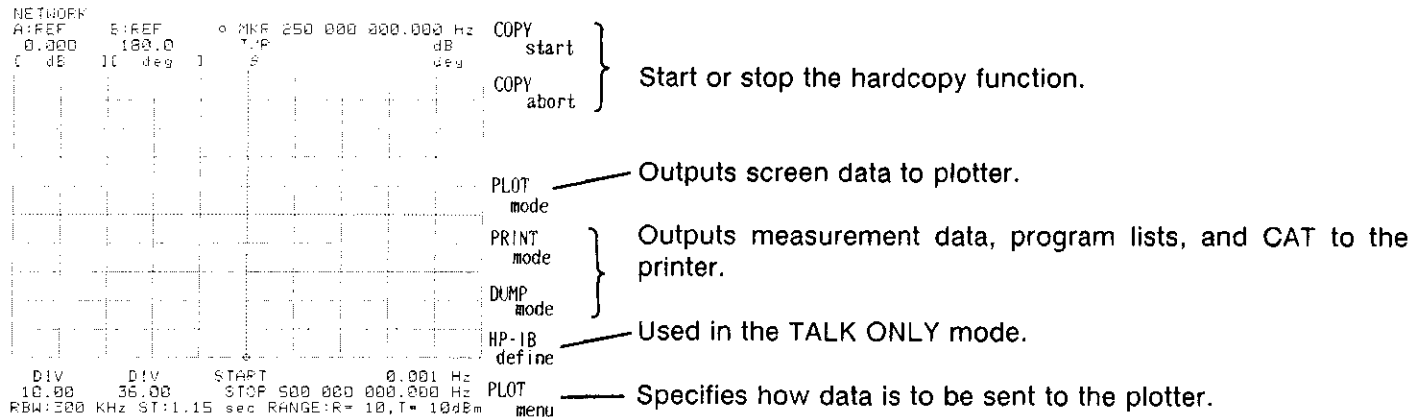 NETWORK
A:REF B:REF o MKR 250 000 000.000 Hz
0.000 180.0 T/R dB
[ dB ][ deg ] θ deg
COPY
start
COPY
abort
Start or stop the hardcopy function.
PLOT
mode
Outputs screen data to plotter.
PRINT
mode
DUMP
mode
Outputs measurement data, program lists, and CAT to the
printer.
HP-IB
define
Used in the TALK ONLY mode.
DIV DIV START 0.001 Hz
10.00 36.00 STOP 500 000 000.000 Hz
RBW:300 KHz ST:1.15 sec RANGE:R= 10,T= 10dBm
PLOT
menu
Specifies how data is to be sent to the plotter.